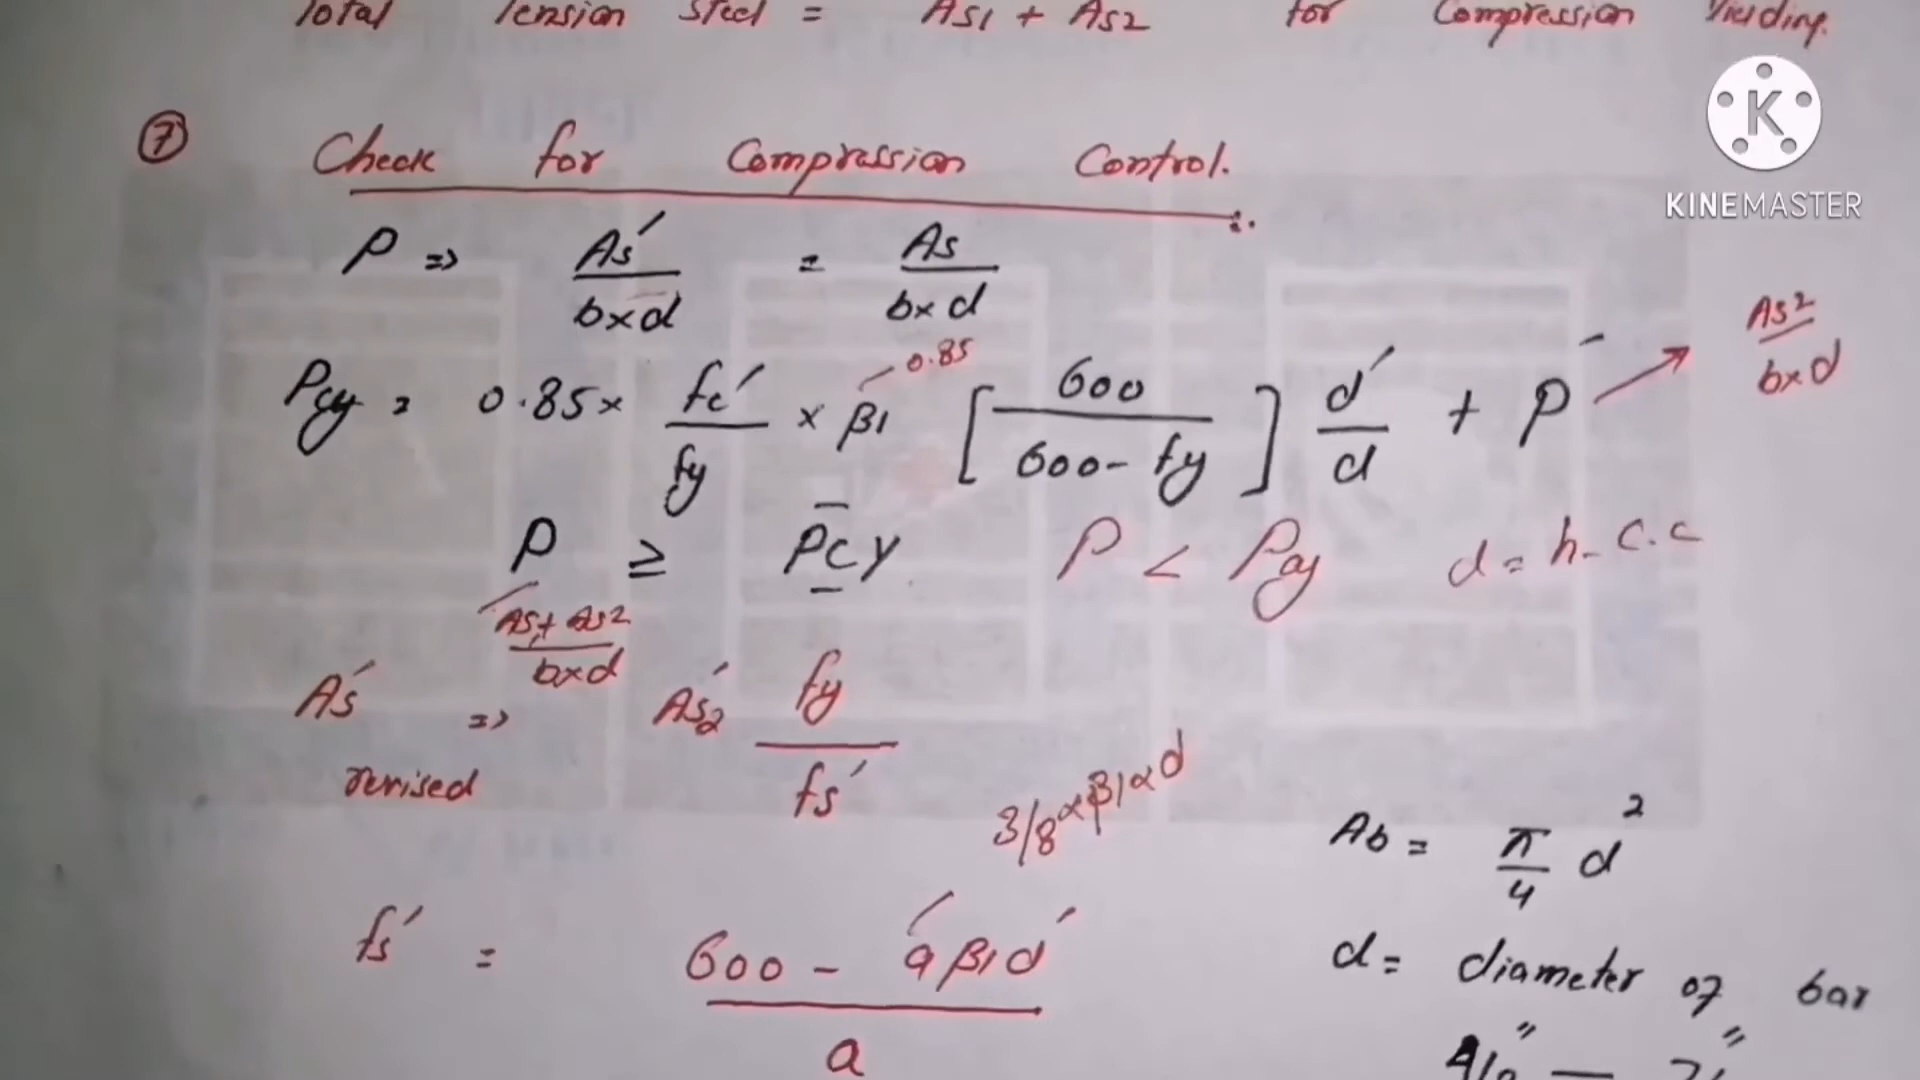 Total Tension Steel = As1 + As2 for Compression Yielding.
K
KINEMASTER
⑦ Check for Compression Control.
ρ => As′ / b×d = As / b×d
As2 / b×d
0.85
ρcy = 0.85 × fc′ / fy × β1 [ 600 / 600 - fy ] d′ / d + ρ′
ρ ≥ ρ̄cy ρ < ρcy d = h - c.c
As1 + As2 / b×d
As′ => As2′ fy / fs′
revised
3/8 × β1 × d
Ab = π / 4 d²
fs′ = 600 - a β1 d′ / a
d = diameter of bar